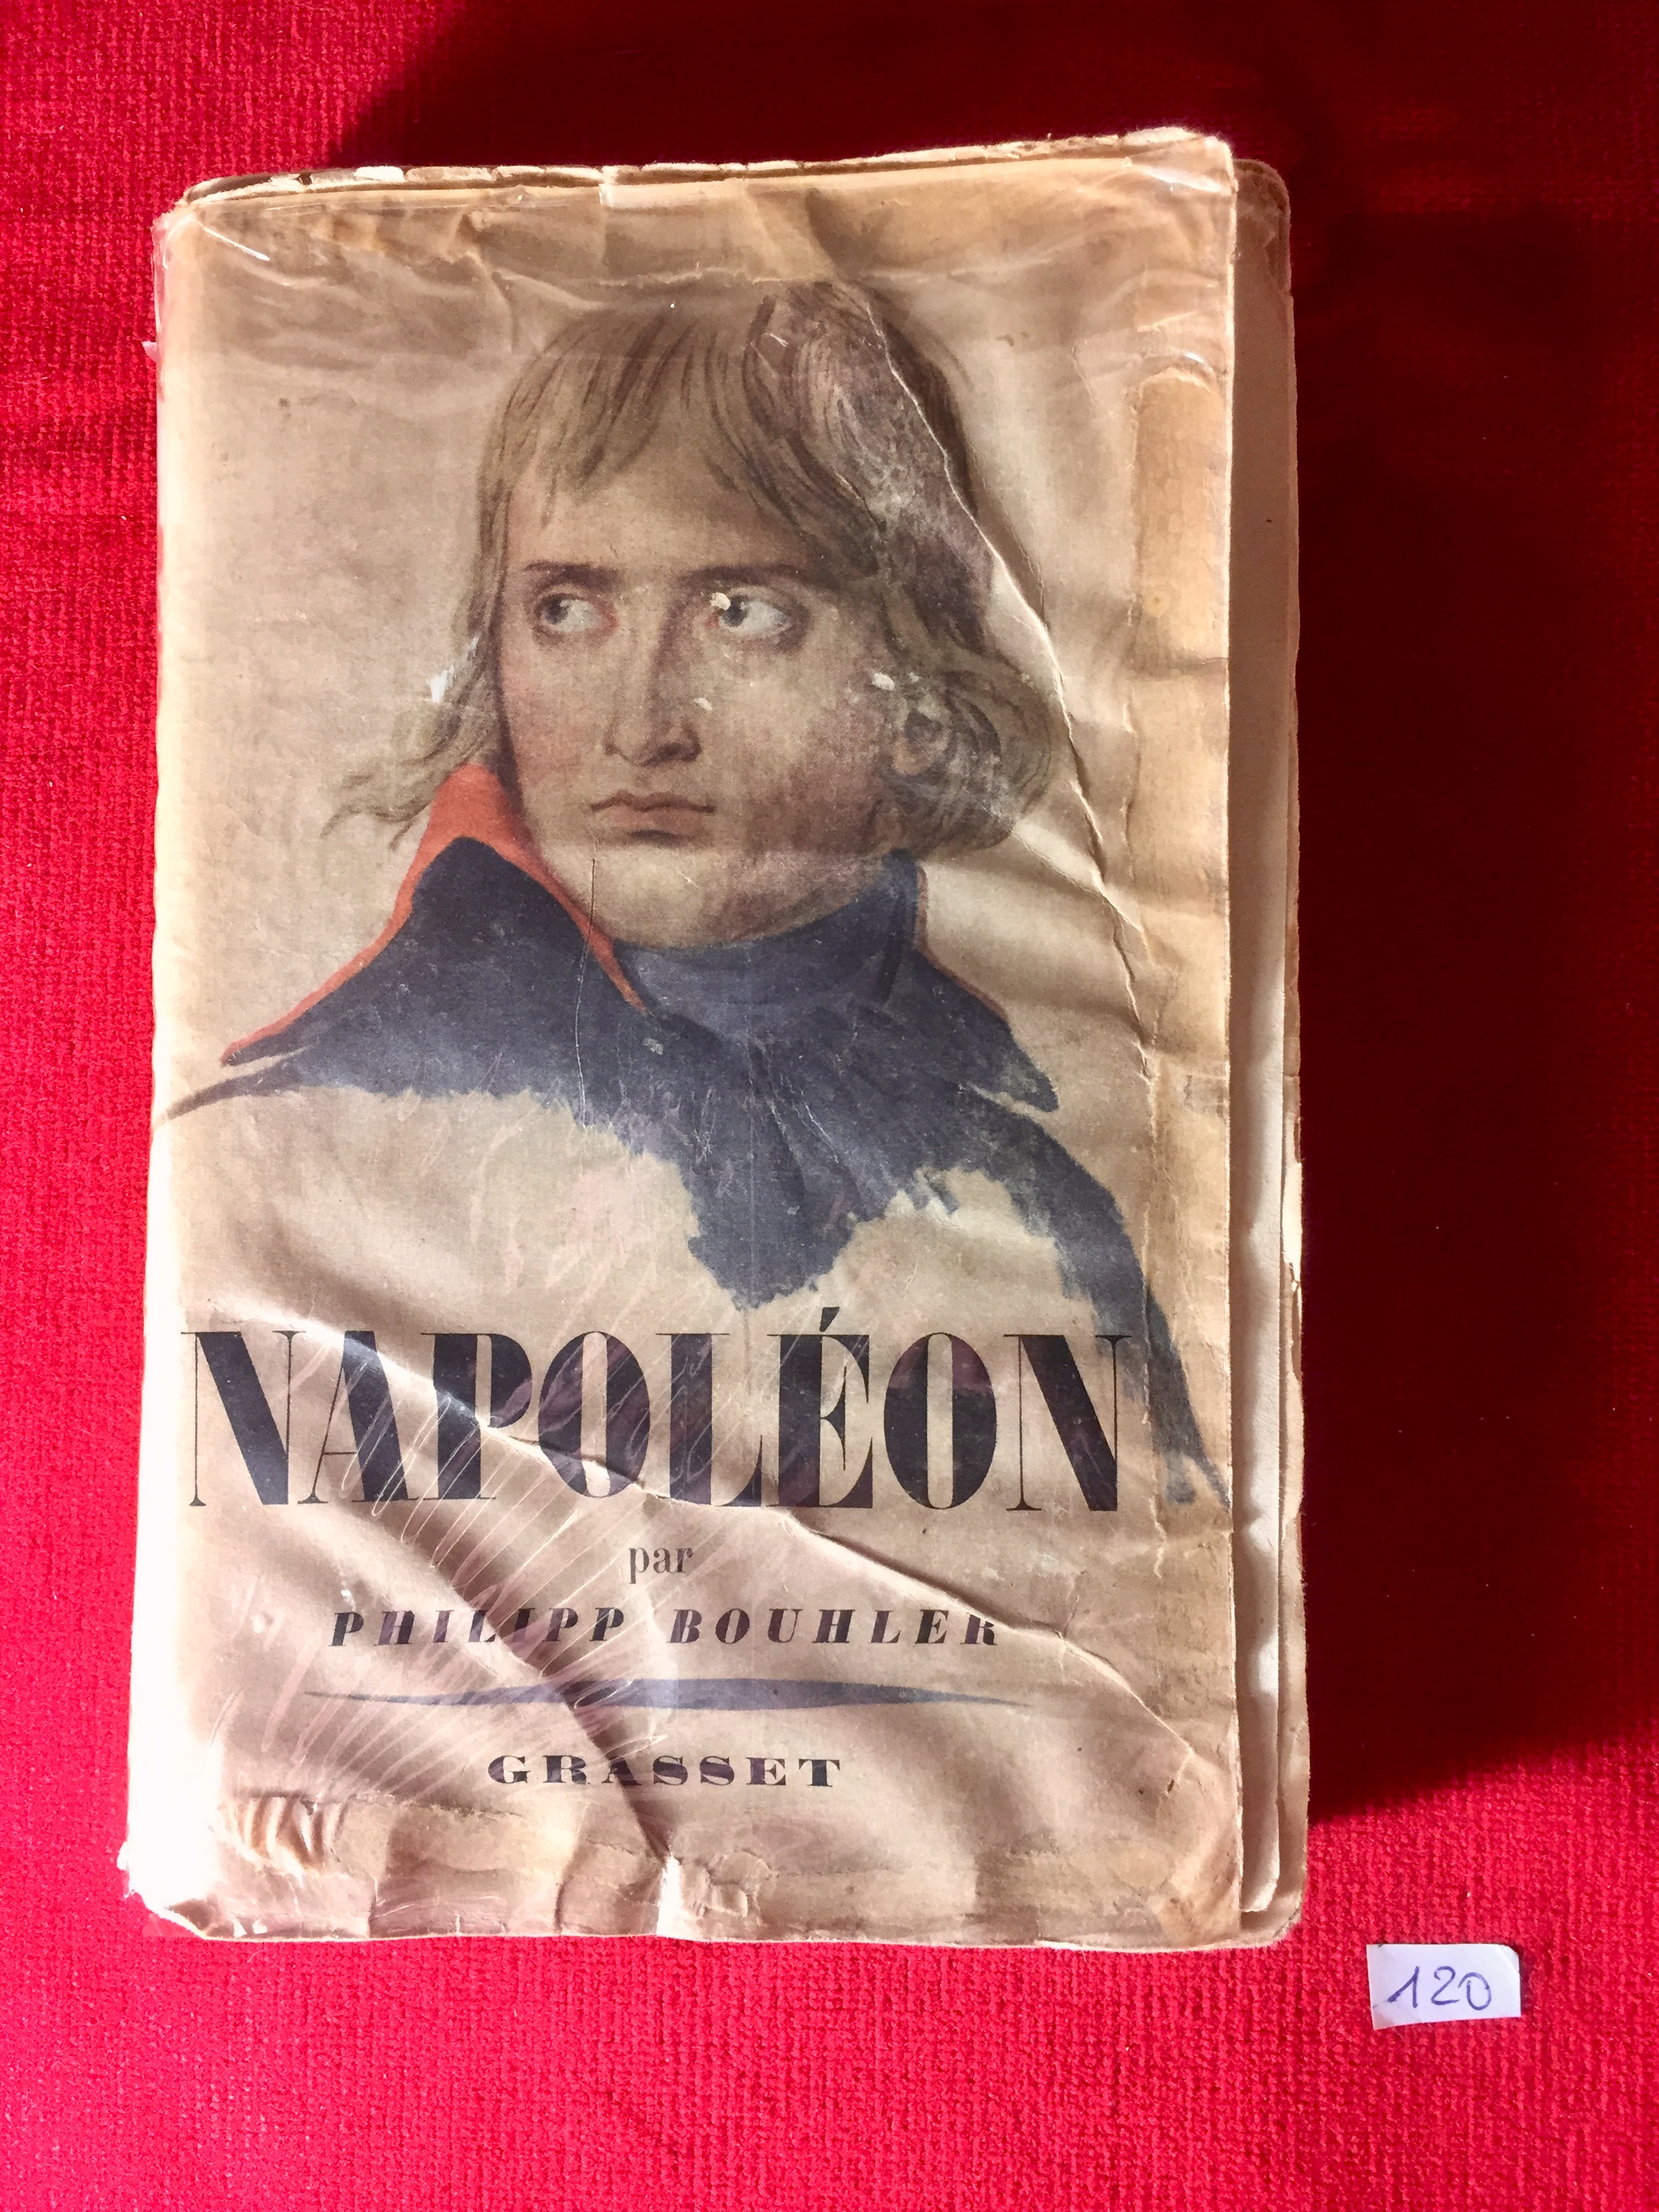 NAPOLÉON
par
PHILIPP BOUHLER
GRASSET
120